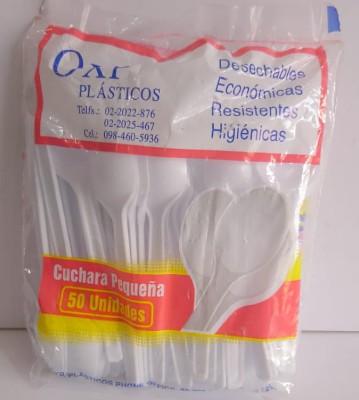 Oxi
PLÁSTICOS
Telfs.: 02-2022-876
02-2025-467
Cel.: 098-460-5936
Desechables
Económicas
Resistentes
Higiénicas
Cuchara Pequeña
50 Unidades